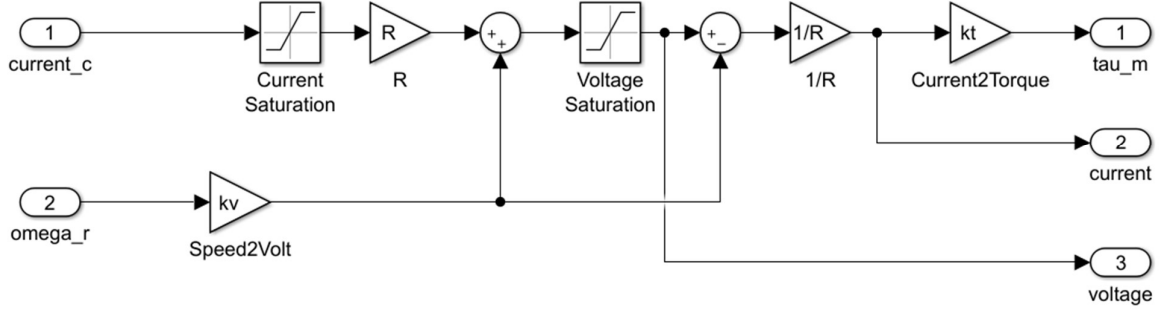 1
current_c
Current
Saturation
R
R
+
+
Voltage
Saturation
+
−
1/R
1/R
kt
Current2Torque
1
tau_m
2
current
2
omega_r
kv
Speed2Volt
3
voltage